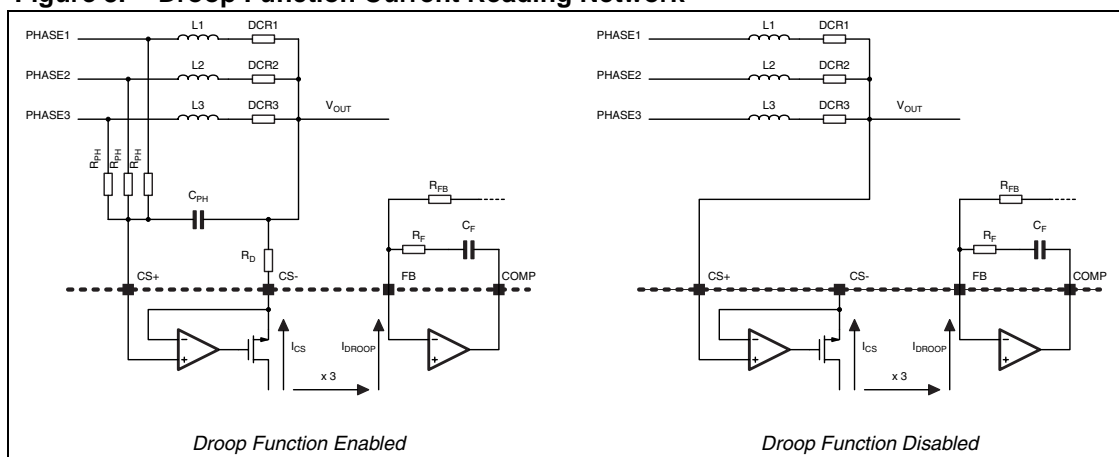 Figure 3. Droop Function Current Reading Network
PHASE1
L1
DCR1
PHASE2
L2
DCR2
PHASE3
L3
DCR3
VOUT
RPH
RPH
RPH
CPH
RD
RFB
RF
CF
CS+
CS-
FB
COMP
ICS
IDROOP
x 3
Droop Function Enabled
PHASE1
L1
DCR1
PHASE2
L2
DCR2
PHASE3
L3
DCR3
VOUT
RFB
RF
CF
CS+
CS-
FB
COMP
ICS
IDROOP
x 3
Droop Function Disabled